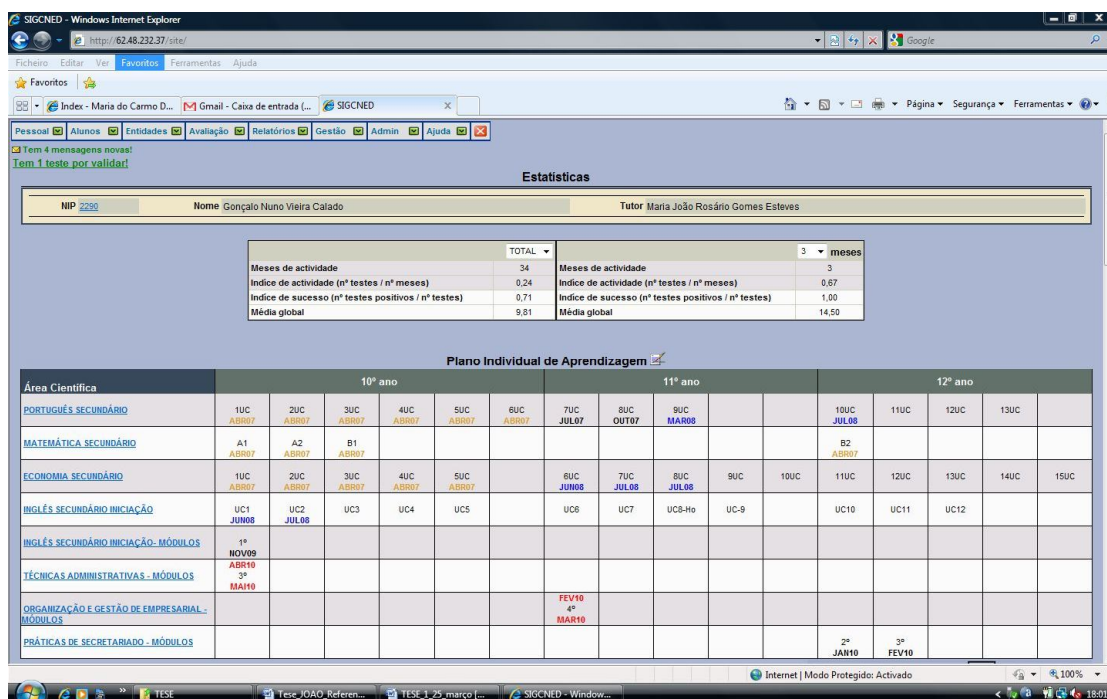 SIGCNED - Windows Internet Explorer
http://62.48.232.37/site/
Google
Ficheiro Editar Ver Favoritos Ferramentas Ajuda
Favoritos
Index - Maria do Carmo D... Gmail - Caixa de entrada (... SIGCNED Página Segurança Ferramentas
Pessoal Alunos Entidades Avaliação Relatórios Gestão Admin Ajuda
Tem 4 mensagens novas!
Tem 1 teste por validar!
Estatísticas
NIP 2290 Nome Gonçalo Nuno Vieira Calado Tutor Maria João Rosário Gomes Esteves
TOTAL 3 meses
Meses de actividade 34 Meses de actividade 3
Indíce de actividade (nº testes / nº meses) 0,24 Indíce de actividade (nº testes / nº meses) 0,67
Indíce de sucesso (nº testes positivos / nº testes) 0,71 Indíce de sucesso (nº testes positivos / nº testes) 1,00
Média global 9,81 Média global 14,50
Plano Individual de Aprendizagem
Área Científica 10º ano 11º ano 12º ano
PORTUGUÊS SECUNDÁRIO 1UC 2UC 3UC 4UC 5UC 6UC 7UC 8UC 9UC 10UC 11UC 12UC 13UC
ABR07 ABR07 ABR07 ABR07 ABR07 ABR07 JUL07 OUT07 MAR08 JUL08
MATEMÁTICA SECUNDÁRIO A1 A2 B1 B2
ABR07 ABR07 ABR07 ABR07
ECONOMIA SECUNDÁRIO 1UC 2UC 3UC 4UC 5UC 6UC 7UC 8UC 9UC 10UC 11UC 12UC 13UC 14UC 15UC
ABR07 ABR07 ABR07 ABR07 ABR07 JUN08 JUL08 JUL08
INGLÊS SECUNDÁRIO INICIAÇÃO UC1 UC2 UC3 UC4 UC5 UC6 UC7 UC8-Ho UC-9 UC10 UC11 UC12
JUN08 JUL08
INGLÊS SECUNDÁRIO INICIAÇÃO- MÓDULOS 1º
NOV09
ABR10
TÉCNICAS ADMINISTRATIVAS - MÓDULOS 3º
MAI10
FEV10
ORGANIZAÇÃO E GESTÃO DE EMPRESARIAL - 4º
MÓDULOS MAR10
PRÁTICAS DE SECRETARIADO - MÓDULOS 2º 3º
JAN10 FEV10
Internet | Modo Protegido: Activado 100%
TESE Tese_JOAO_Referen... TESE_1_25_março [... SIGCNED - Window... 18:01